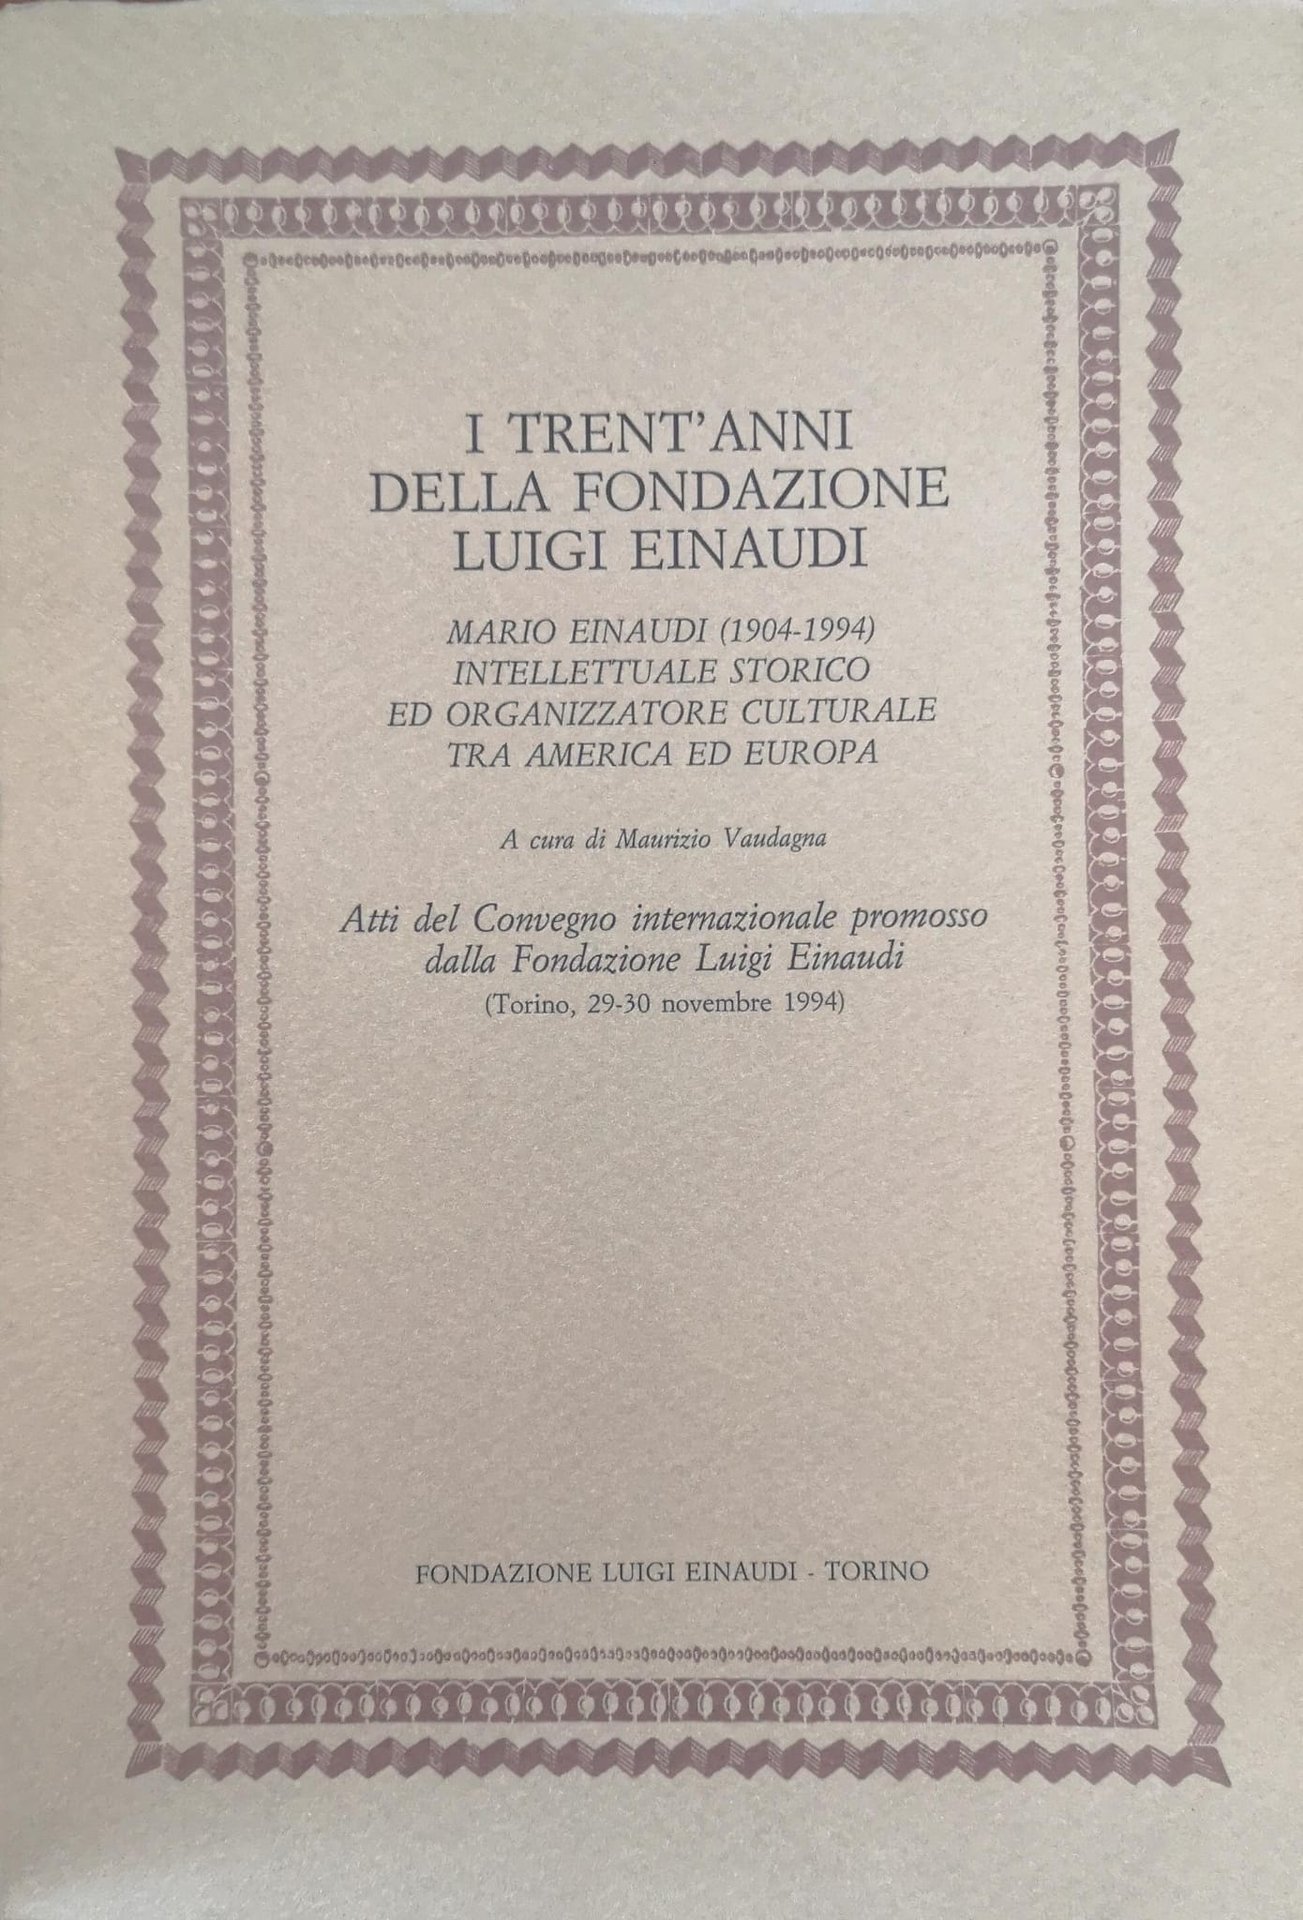 I TRENT'ANNI
DELLA FONDAZIONE
LUIGI EINAUDI
MARIO EINAUDI (1904-1994)
INTELLETTUALE STORICO
ED ORGANIZZATORE CULTURALE
TRA AMERICA ED EUROPA
A cura di Maurizio Vaudagna
Atti del Convegno internazionale promosso
dalla Fondazione Luigi Einaudi
(Torino, 29-30 novembre 1994)
FONDAZIONE LUIGI EINAUDI - TORINO